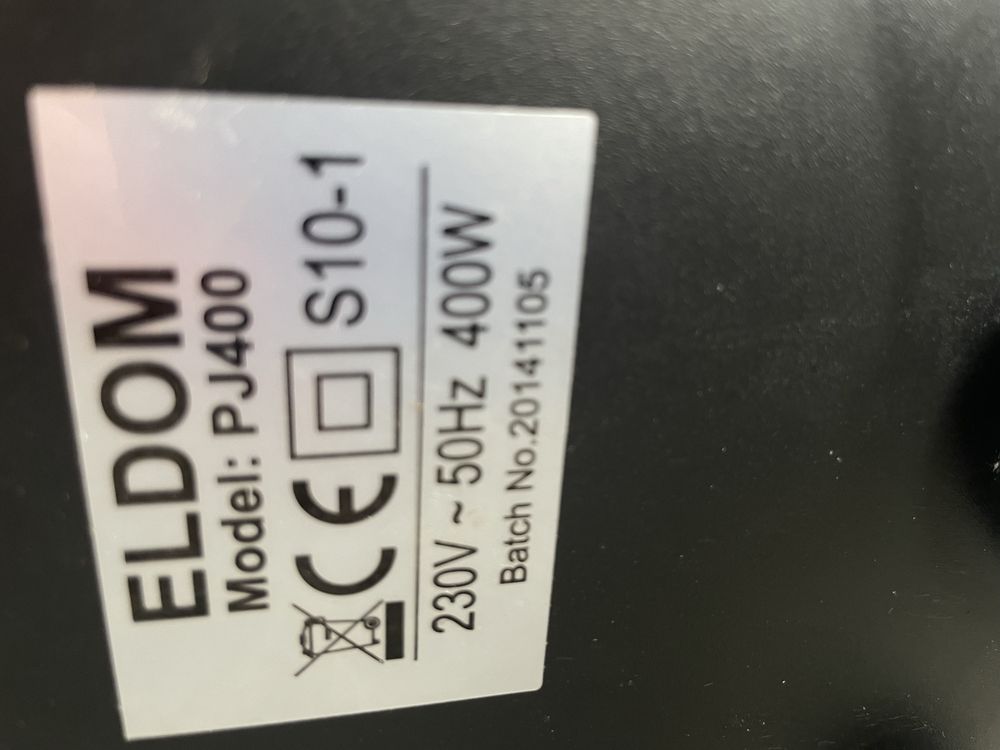 ELDOM
Model: PJ400
CE S10-1
230V ~ 50Hz 400W
Batch No.20141105